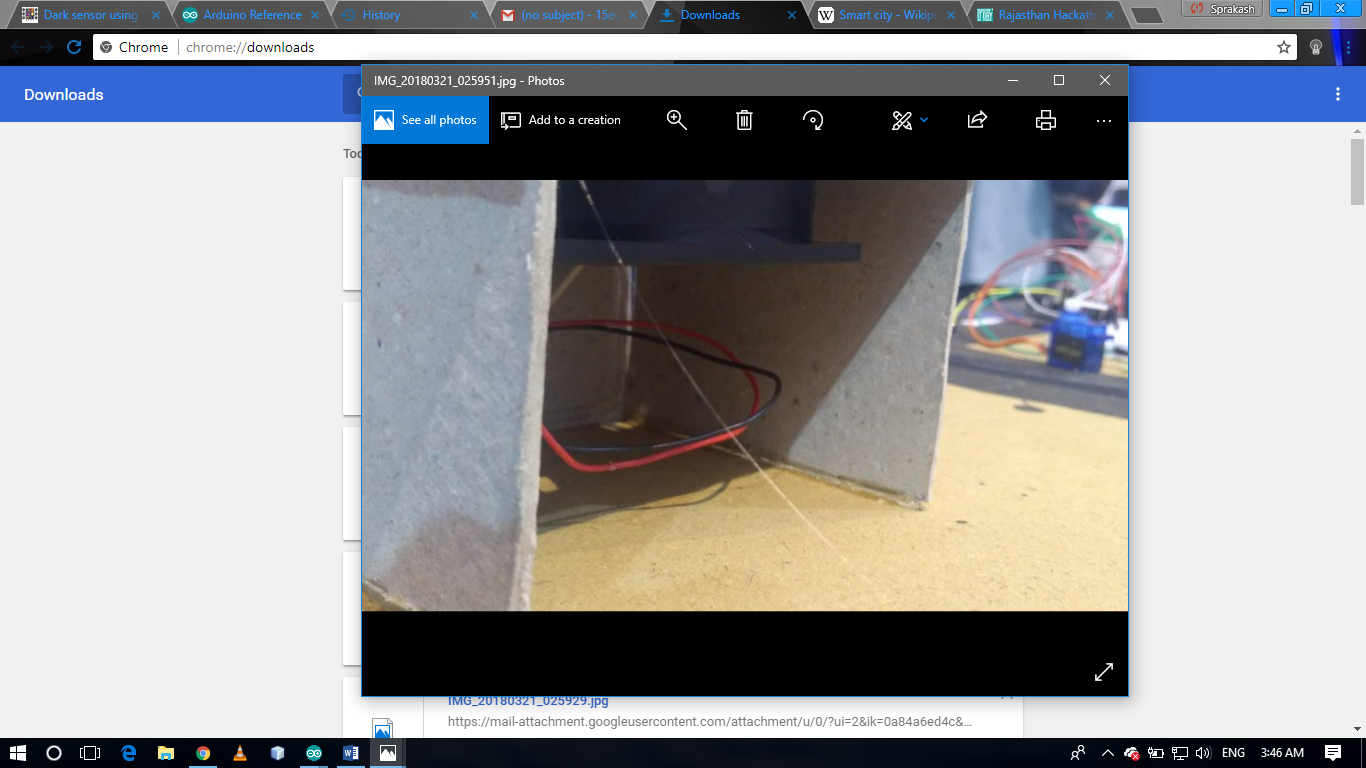 Dark sensor using
Arduino Reference
History
(no subject) - 15e
Downloads
Smart city - Wikip
Rajasthan Hackath
Sprakash
Chrome
chrome://downloads
Downloads
IMG_20180321_025951.jpg - Photos
See all photos
Add to a creation
IMG_20180321_025929.jpg
https://mail-attachment.googleusercontent.com/attachment/u/0/?ui=2&ik=0a84a6ed4c&…
ENG
3:46 AM